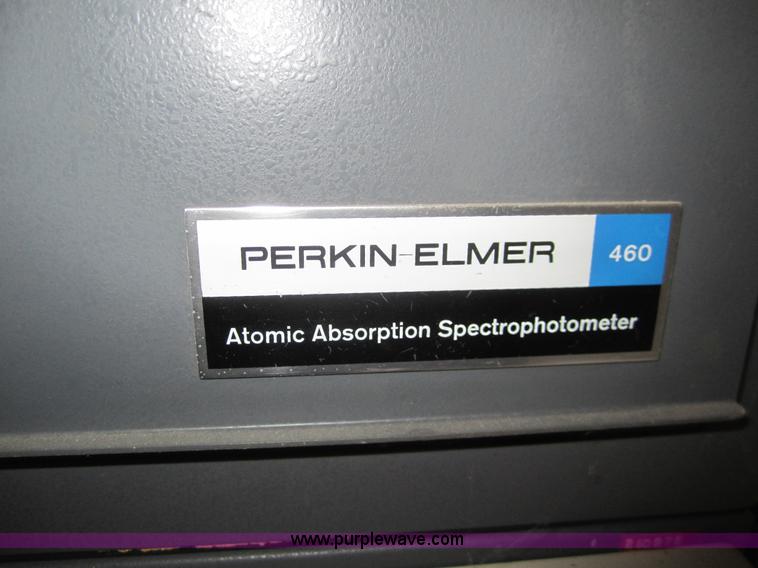 PERKIN-ELMER 460
Atomic Absorption Spectrophotometer
www.purplewave.com